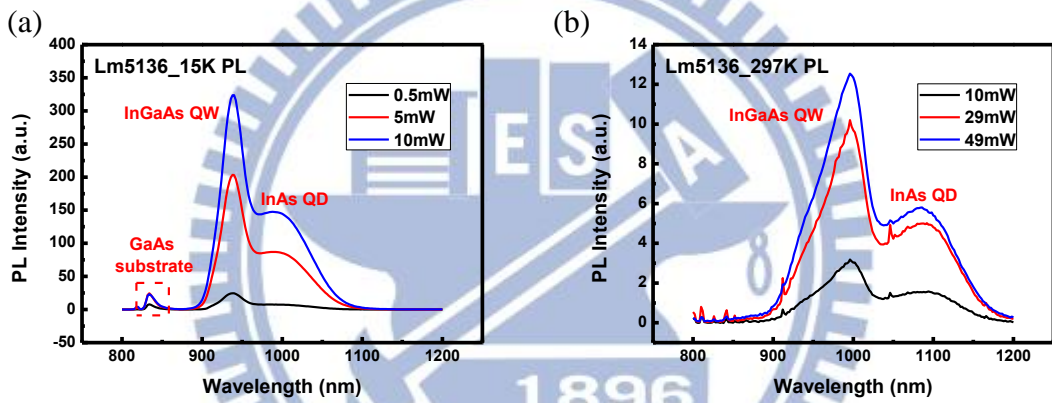 (a)
Lm5136_15K PL
InGaAs QW
InAs QD
GaAs
substrate
0.5mW
5mW
10mW
PL Intensity (a.u.)
400
350
300
250
200
150
100
50
0
-50
800
900
1000
1100
1200
Wavelength (nm)
(b)
Lm5136_297K PL
InGaAs QW
InAs QD
10mW
29mW
49mW
PL Intensity (a.u.)
14
12
10
8
6
4
2
0
800
900
1000
1100
1200
Wavelength (nm)
E S A
1896